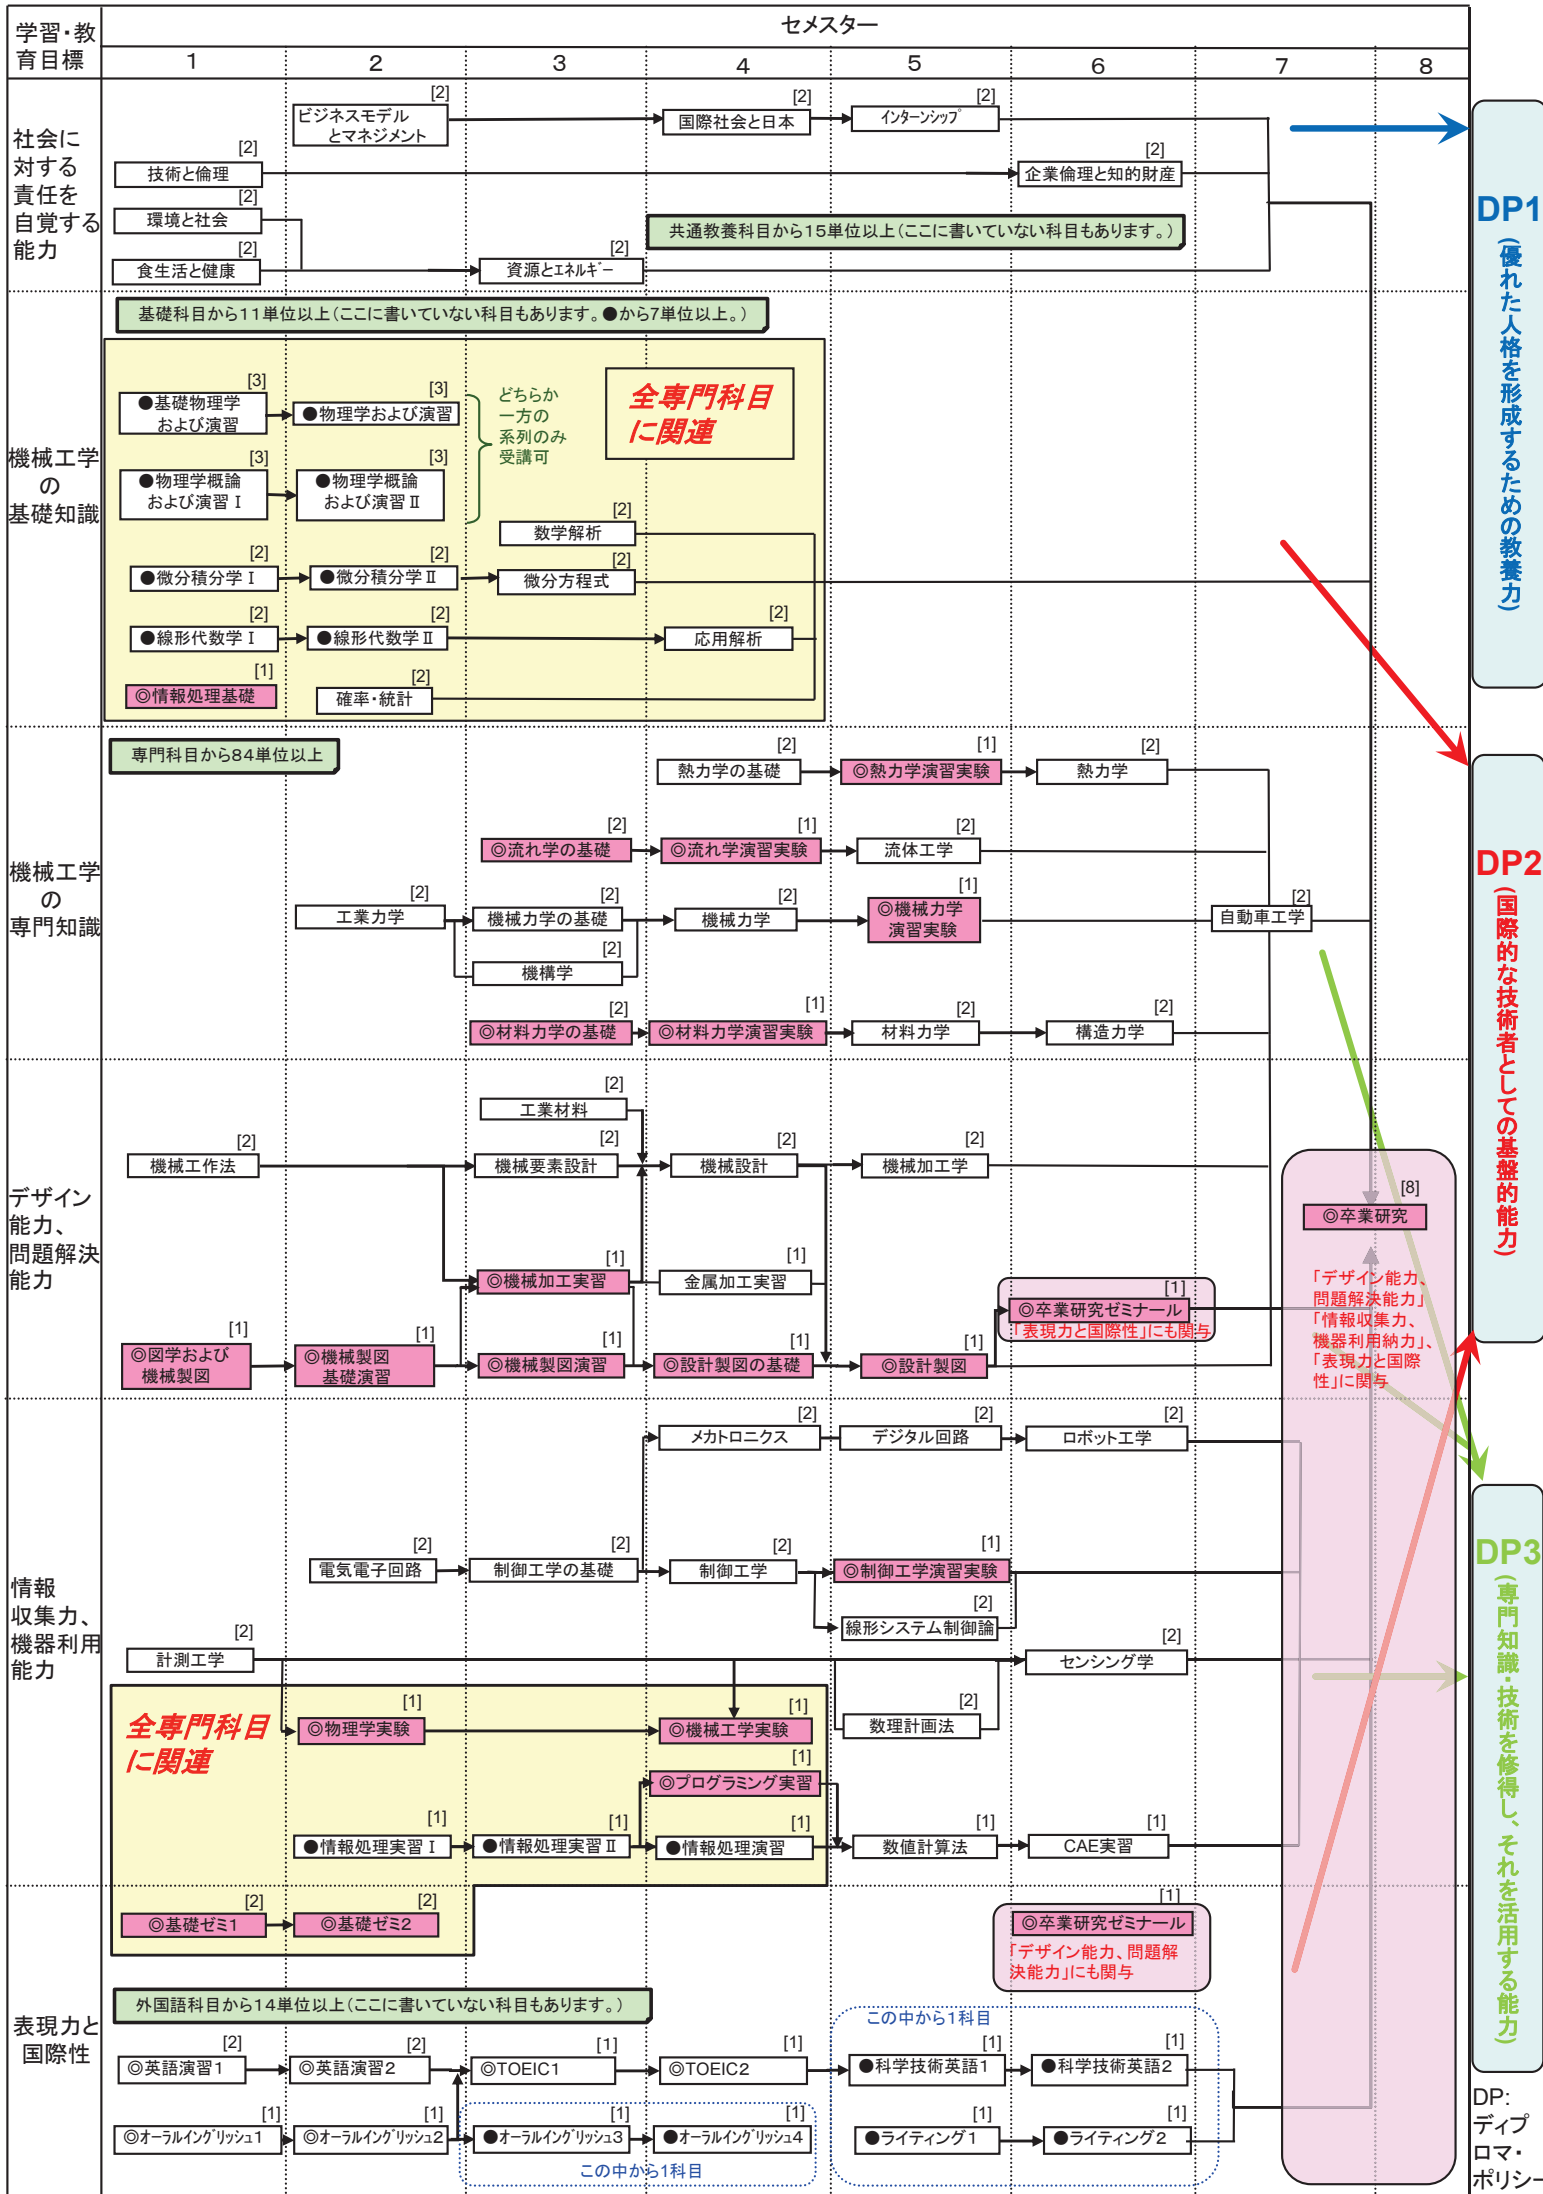 学習・教
育目標
セメスター
1
2
3
4
5
6
7
8
社会に
対する
責任を
自覚する
能力
[2]
ビジネスモデル
とマネジメント
[2]
国際社会と日本
[2]
インターンシップ
[2]
技術と倫理
[2]
企業倫理と知的財産
[2]
環境と社会
共通教養科目から15単位以上(ここに書いていない科目もあります。)
[2]
食生活と健康
[2]
資源とエネルギー
機械工学
の
基礎知識
基礎科目から11単位以上(ここに書いていない科目もあります。●から7単位以上。)
[3]
●基礎物理学
および演習
[3]
●物理学および演習
どちらか
一方の
系列のみ
受講可
全専門科目
に関連
[3]
●物理学概論
および演習Ⅰ
[3]
●物理学概論
および演習Ⅱ
[2]
数学解析
[2]
●微分積分学Ⅰ
[2]
●微分積分学Ⅱ
[2]
微分方程式
[2]
●線形代数学Ⅰ
[2]
●線形代数学Ⅱ
[2]
応用解析
[1]
◎情報処理基礎
[2]
確率・統計
機械工学
の
専門知識
専門科目から84単位以上
[2]
熱力学の基礎
[1]
◎熱力学演習実験
[2]
熱力学
[2]
◎流れ学の基礎
[1]
◎流れ学演習実験
[2]
流体工学
[2]
工業力学
[2]
機械力学の基礎
[2]
機械力学
[1]
◎機械力学
演習実験
[2]
自動車工学
[2]
機構学
[2]
◎材料力学の基礎
[1]
◎材料力学演習実験
[2]
材料力学
[2]
構造力学
デザイン
能力、
問題解決
能力
[2]
工業材料
[2]
機械工作法
[2]
機械要素設計
[2]
機械設計
[2]
機械加工学
[8]
◎卒業研究
「デザイン能力、
問題解決能力」
「情報収集力、
機器利用納力」、
「表現力と国際
性」に関与
[1]
◎機械加工実習
[1]
金属加工実習
[1]
◎卒業研究ゼミナール
「表現力と国際性」にも関与
[1]
◎図学および
機械製図
[1]
◎機械製図
基礎演習
[1]
◎機械製図演習
[1]
◎設計製図の基礎
[1]
◎設計製図
情報
収集力、
機器利用
能力
[2]
メカトロニクス
[2]
デジタル回路
[2]
ロボット工学
[2]
電気電子回路
[2]
制御工学の基礎
[2]
制御工学
[1]
◎制御工学演習実験
[2]
線形システム制御論
[2]
計測工学
[2]
センシング学
全専門科目
に関連
[1]
◎物理学実験
[1]
◎機械工学実験
[2]
数理計画法
[1]
◎プログラミング実習
[1]
●情報処理実習Ⅰ
[1]
●情報処理実習Ⅱ
[1]
●情報処理演習
[1]
数値計算法
[1]
CAE実習
表現力と
国際性
[2]
◎基礎ゼミ1
[2]
◎基礎ゼミ2
[1]
◎卒業研究ゼミナール
「デザイン能力、問題解
決能力」にも関与
外国語科目から14単位以上(ここに書いていない科目もあります。)
この中から1科目
[2]
◎英語演習1
[2]
◎英語演習2
[1]
◎TOEIC1
[1]
◎TOEIC2
[1]
●科学技術英語1
[1]
●科学技術英語2
[1]
◎オーラルイングリッシュ1
[1]
◎オーラルイングリッシュ2
[1]
●オーラルイングリッシュ3
[1]
●オーラルイングリッシュ4
[1]
●ライティング1
[1]
●ライティング2
この中から1科目
DP1
(優れた人格を形成するための教養力)
DP2
(国際的な技術者としての基盤的能力)
DP3
(専門知識・技術を修得し、それを活用する能力)
DP:
ディプ
ロマ・
ポリシー